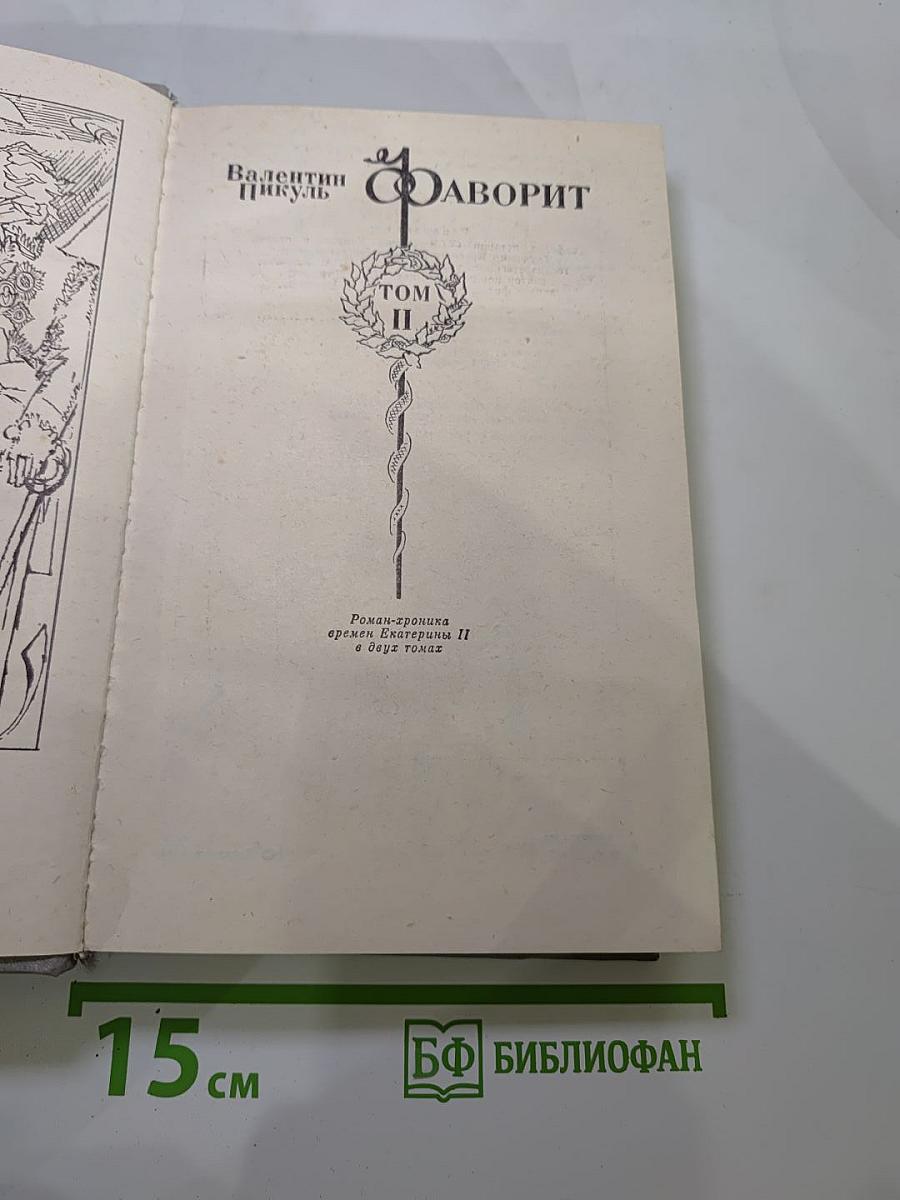 Валентин
Пикуль
Фаворит
ТОМ
II
Роман-хроника
времен Екатерины II
в двух томах
15 см
БФ БИБЛИОФАН